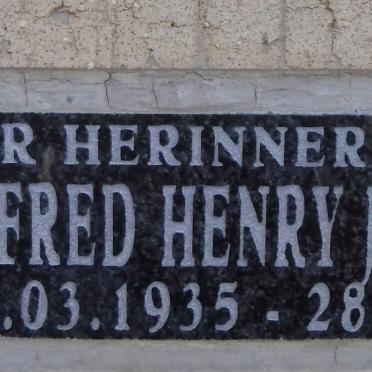 R HERINNER
FRED HENRY J
.03.1935 - 28